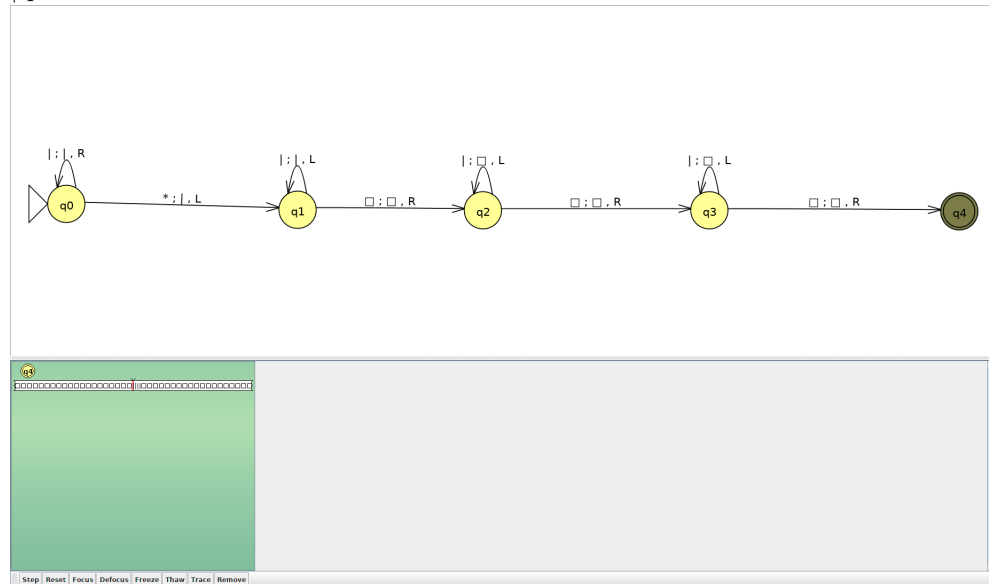 | ; | , R
q0
* ; | , L
| ; | , L
q1
□ ; □ , R
| ; □ , L
q2
□ ; □ , R
| ; □ , L
q3
□ ; □ , R
q4
q4
Step Reset Focus Defocus Freeze Thaw Trace Remove